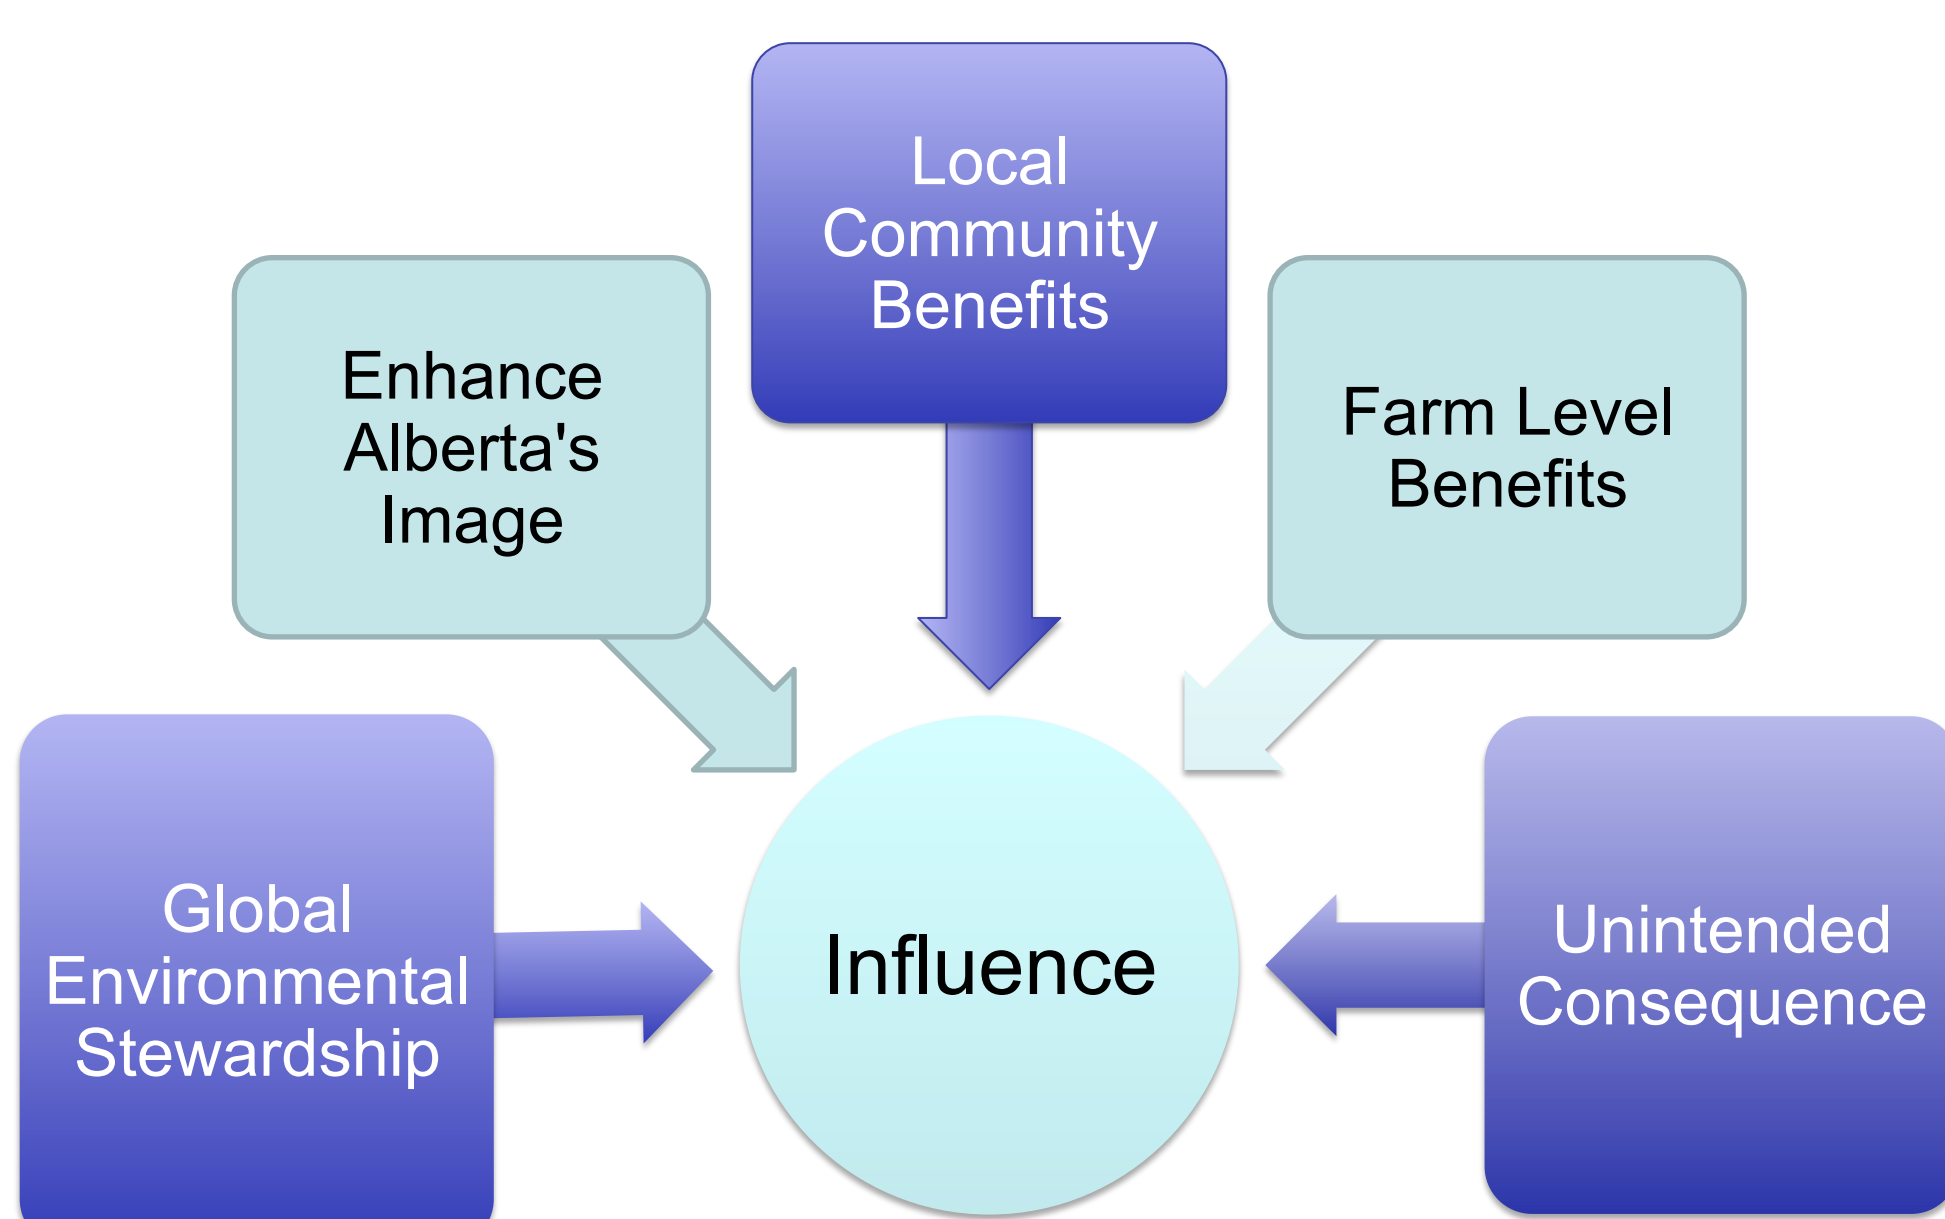 Local
Community
Benefits
Enhance
Alberta's
Image
Farm Level
Benefits
Global
Environmental
Stewardship
Influence
Unintended
Consequence